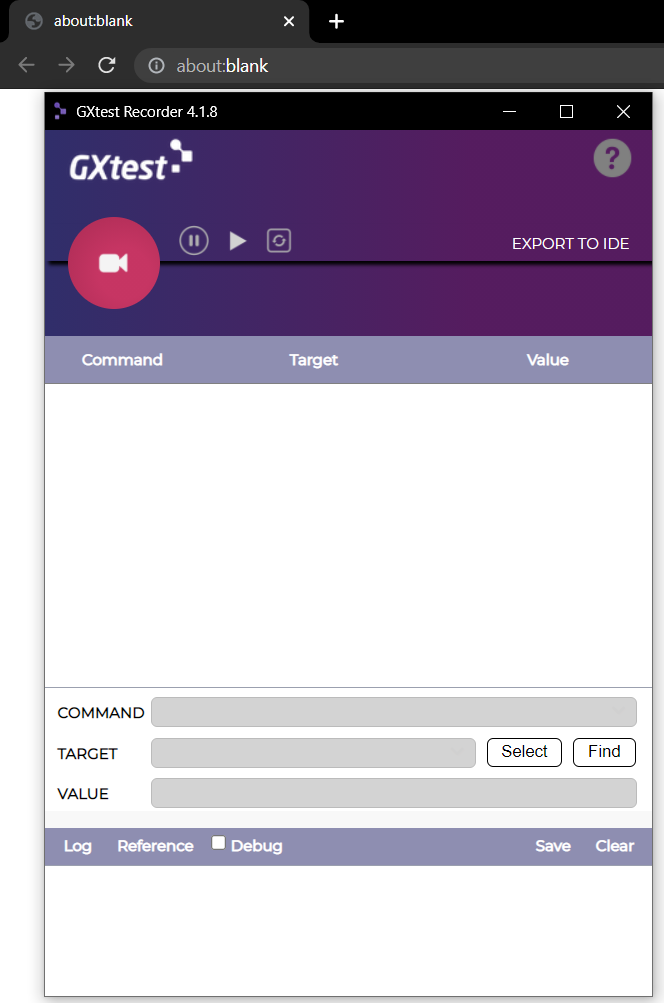 about:blank
about:blank
GXtest Recorder 4.1.8
GXtest
?
EXPORT TO IDE
Command Target Value
COMMAND
TARGET Select Find
VALUE
Log Reference Debug Save Clear